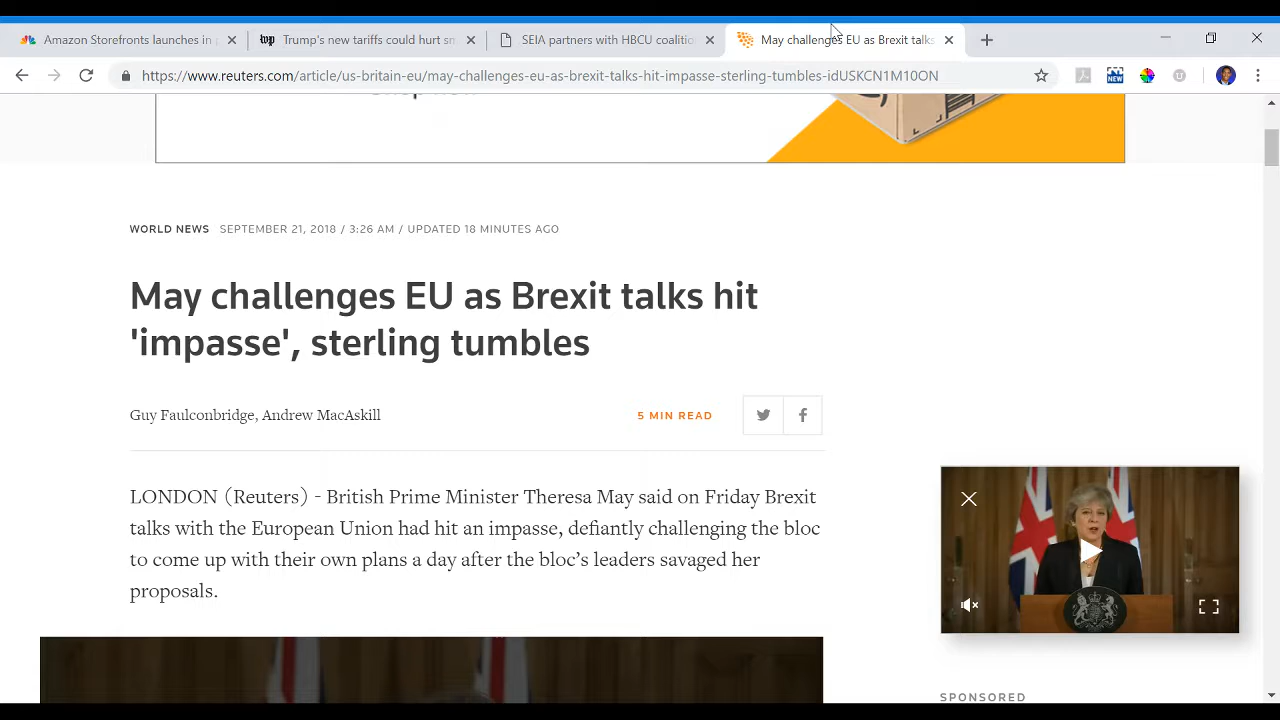 Amazon Storefronts launches in p
Trump's new tariffs could hurt sm
SEIA partners with HBCU coalition
May challenges EU as Brexit talks
https://www.reuters.com/article/us-britain-eu/may-challenges-eu-as-brexit-talks-hit-impasse-sterling-tumbles-idUSKCN1M10ON
NEW
WORLD NEWS SEPTEMBER 21, 2018 / 3:26 AM / UPDATED 18 MINUTES AGO
May challenges EU as Brexit talks hit
'impasse', sterling tumbles
Guy Faulconbridge, Andrew MacAskill
5 MIN READ
LONDON (Reuters) - British Prime Minister Theresa May said on Friday Brexit
talks with the European Union had hit an impasse, defiantly challenging the bloc
to come up with their own plans a day after the bloc’s leaders savaged her
proposals.
SPONSORED